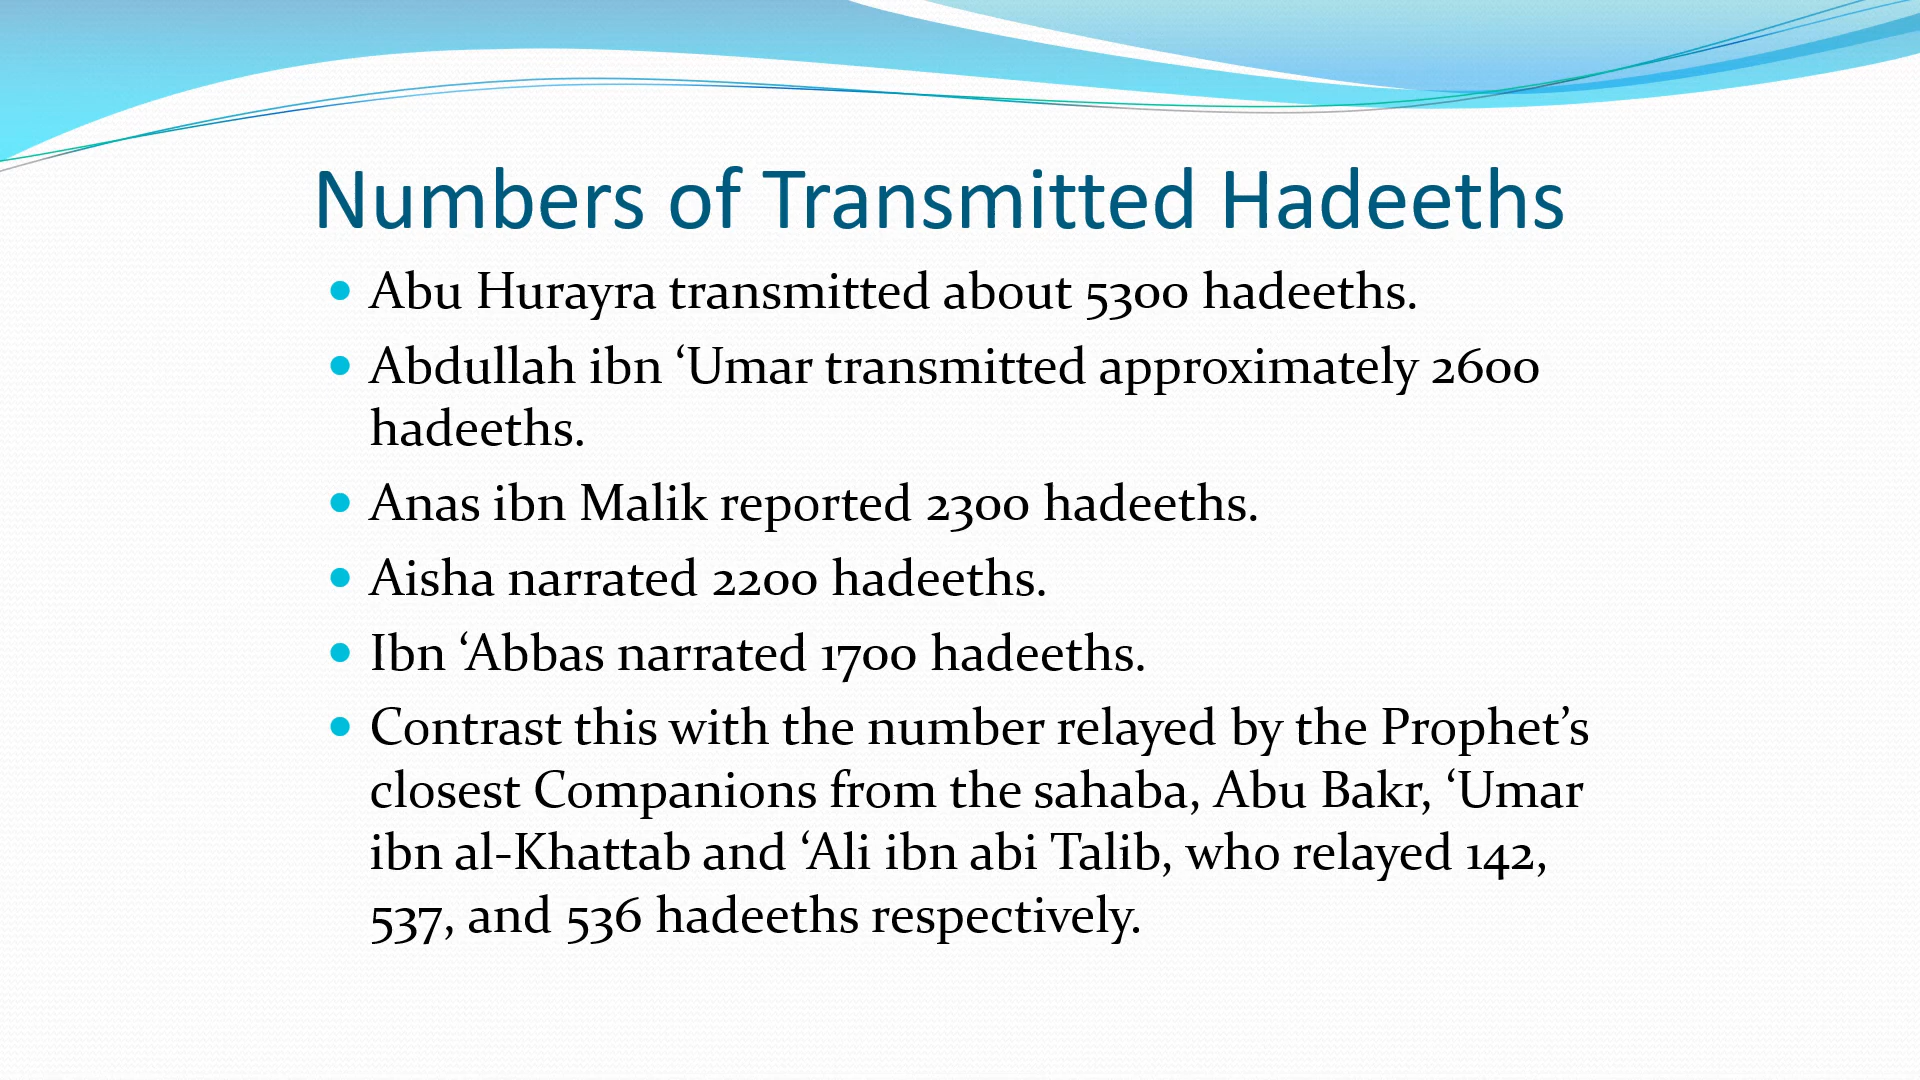 Numbers of Transmitted Hadeeths
• Abu Hurayra transmitted about 5300 hadeeths.
• Abdullah ibn ‘Umar transmitted approximately 2600
hadeeths.
• Anas ibn Malik reported 2300 hadeeths.
• Aisha narrated 2200 hadeeths.
• Ibn ‘Abbas narrated 1700 hadeeths.
• Contrast this with the number relayed by the Prophet’s
closest Companions from the sahaba, Abu Bakr, ‘Umar
ibn al-Khattab and ‘Ali ibn abi Talib, who relayed 142,
537, and 536 hadeeths respectively.